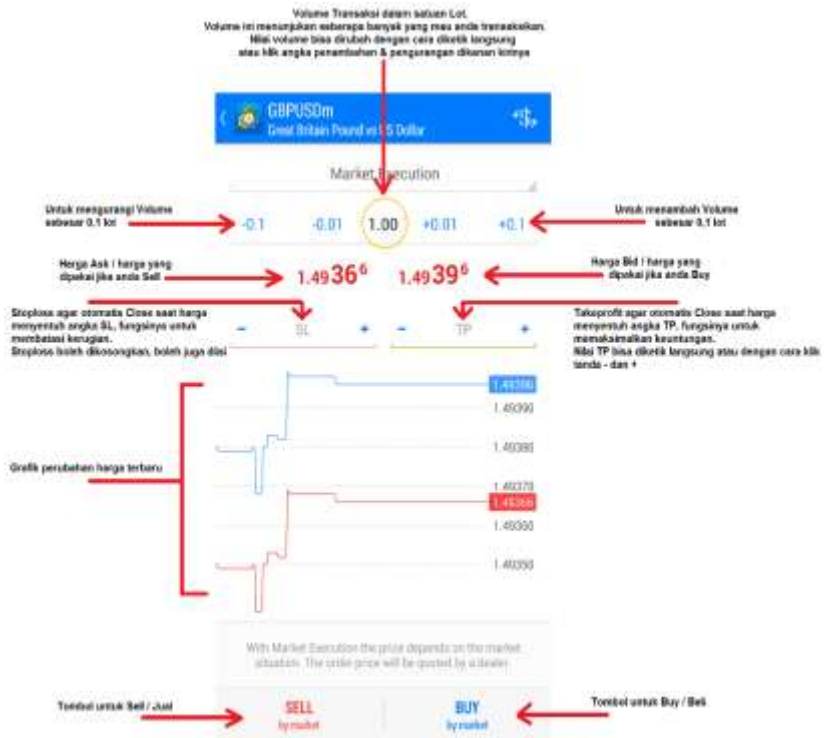 Volume Transaksi dalam satuan Lot.
Volume ini menunjukan seberapa banyak yang mau anda transaksikan.
Nilai volume bisa dirubah dengan cara diketik langsung
atau klik angka penambahan & pengurangan dikanan kirinya
GBPUSDm
Great Britain Pound vs US Dollar
Market Execution
Untuk mengurangi Volume
sebesar 0,1 lot
-0.1 -0.01 1.00 +0.01 +0.1
Untuk menambah Volume
sebesar 0,1 lot
Harga Ask / harga yang
dipakai jika anda Sell
1.49366 1.49396
Harga Bid / harga yang
dipakai jika anda Buy
Stoploss agar otomatis Close saat harga
menyentuh angka SL, fungsinya untuk
membatasi kerugian.
Stoploss boleh dikosongkan, boleh juga diisi
- SL + - TP +
Takeprofit agar otomatis Close saat harga
menyentuh angka TP, fungsinya untuk
memaksimalkan keuntungan.
Nilai TP bisa diketik langsung atau dengan cara klik
tanda - dan +
1.49396
1.49390
1.49380
1.49370
1.49366
1.49360
1.49350
Grafik perubahan harga terbaru
With Market Execution the price depends on the market
situation. The order price will be quoted by a dealer
Tombol untuk Sell / Jual
SELL
by market
BUY
by market
Tombol untuk Buy / Beli